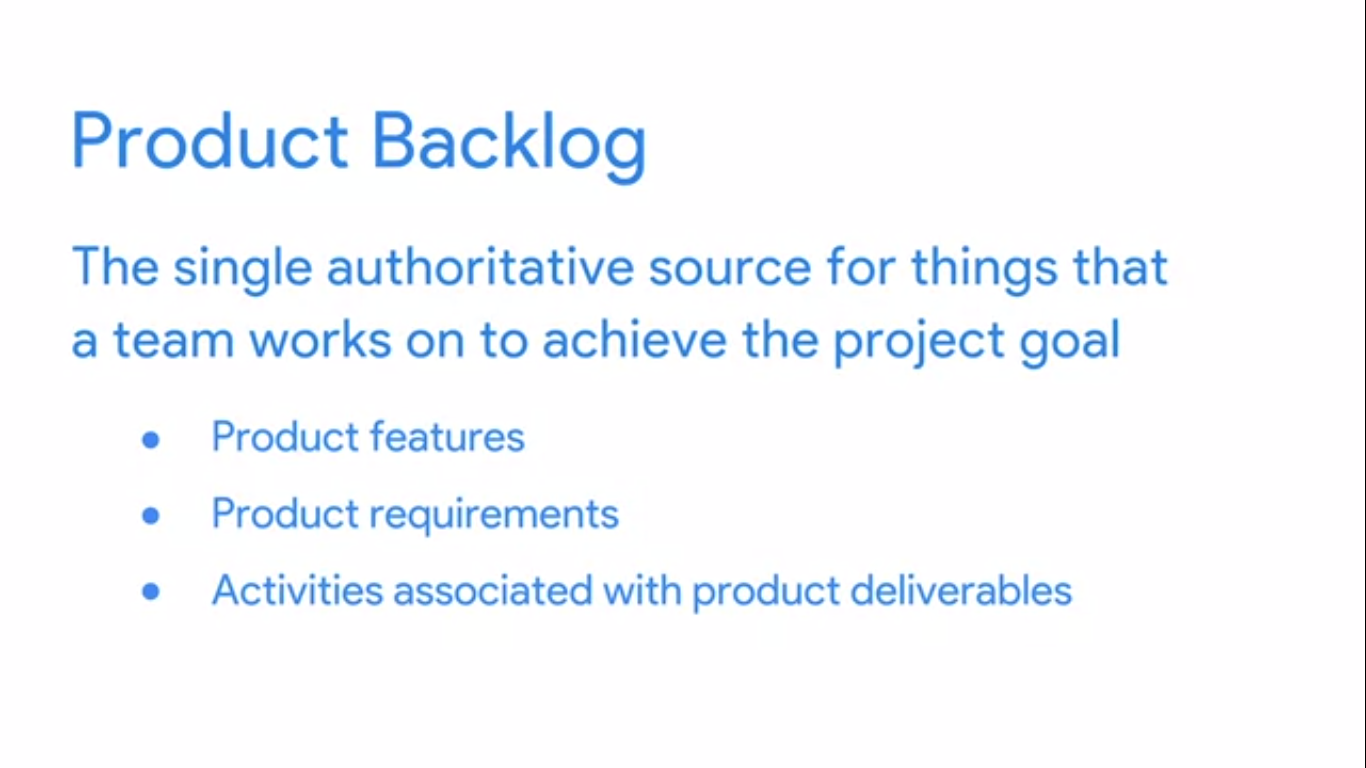 Product Backlog
The single authoritative source for things that
a team works on to achieve the project goal
● Product features
● Product requirements
● Activities associated with product deliverables